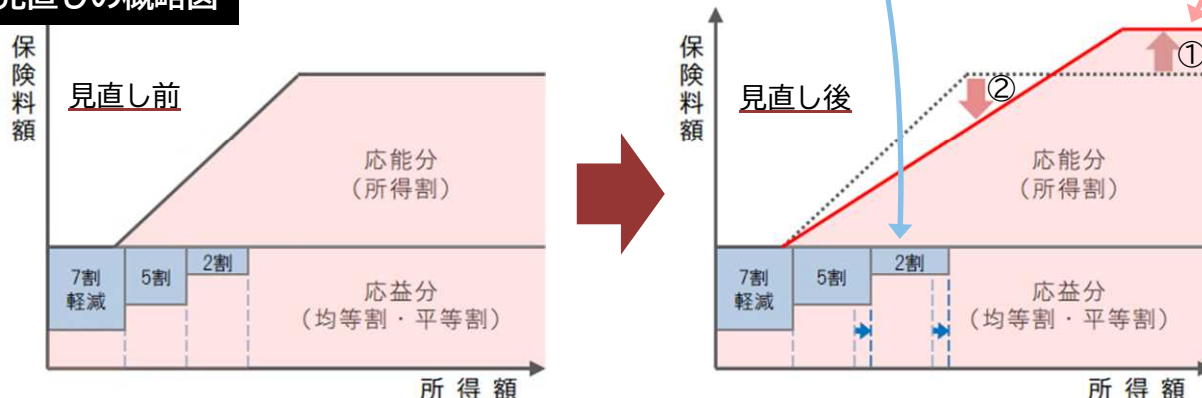 見直しの概略図
保険料額
見直し前
応能分
（所得割）
7割
軽減
5割
2割
応益分
（均等割・平等割）
所得額
保険料額
見直し後
①
②
応能分
（所得割）
7割
軽減
5割
2割
応益分
（均等割・平等割）
所得額